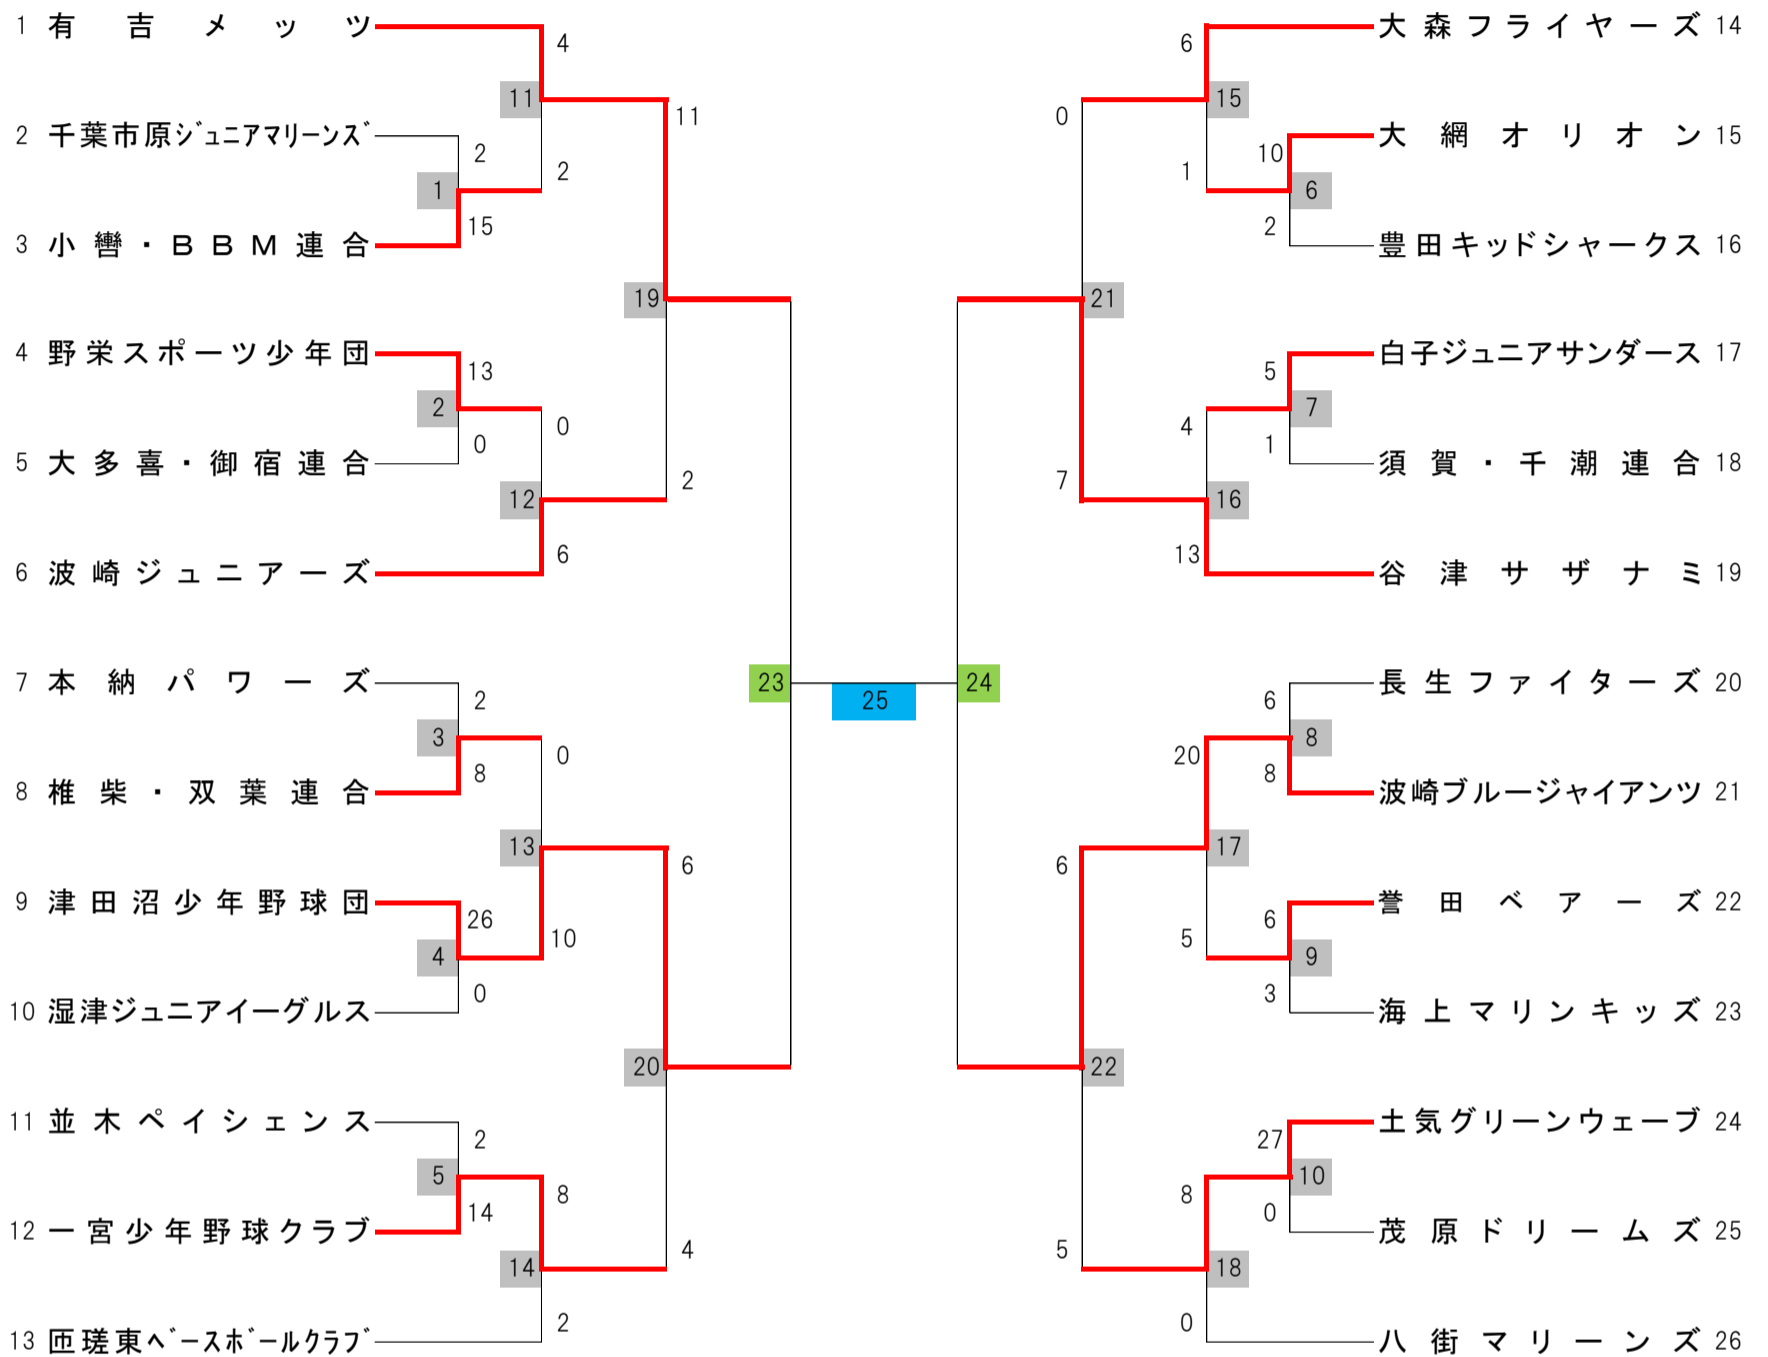 1 有吉メッツ
4
11
11
2 千葉市原ｼﾞｭﾆｱﾏﾘｰﾝｽﾞ
2
2
1
15
3 小轡・ＢＢＭ連合
19
4 野栄スポーツ少年団
13
2
0
0
5 大多喜・御宿連合
2
12
6
6 波崎ジュニアーズ
7 本納パワーズ
2
23
3
0
8
8 椎柴・双葉連合
13
6
9 津田沼少年野球団
26
10
4
0
10 湿津ジュニアイーグルス
20
11 並木ペイシェンス
2
5
8
14
12 一宮少年野球クラブ
4
14
2
13 匝瑳東ﾍﾞｰｽﾎﾞｰﾙｸﾗﾌﾞ
25
大森フライヤーズ 14
6
0
15
大網オリオン 15
10
1
6
2
豊田キッドシャークス 16
21
白子ジュニアサンダース 17
5
7
4
1
須賀・千潮連合 18
7
16
13
谷津サザナミ 19
24
長生ファイターズ 20
6
8
20
8
波崎ブルージャイアンツ 21
17
6
誉田ベアーズ 22
6
5
9
3
海上マリンキッズ 23
22
土気グリーンウェーブ 24
27
10
8
0
茂原ドリームズ 25
5
18
0
八街マリーンズ 26